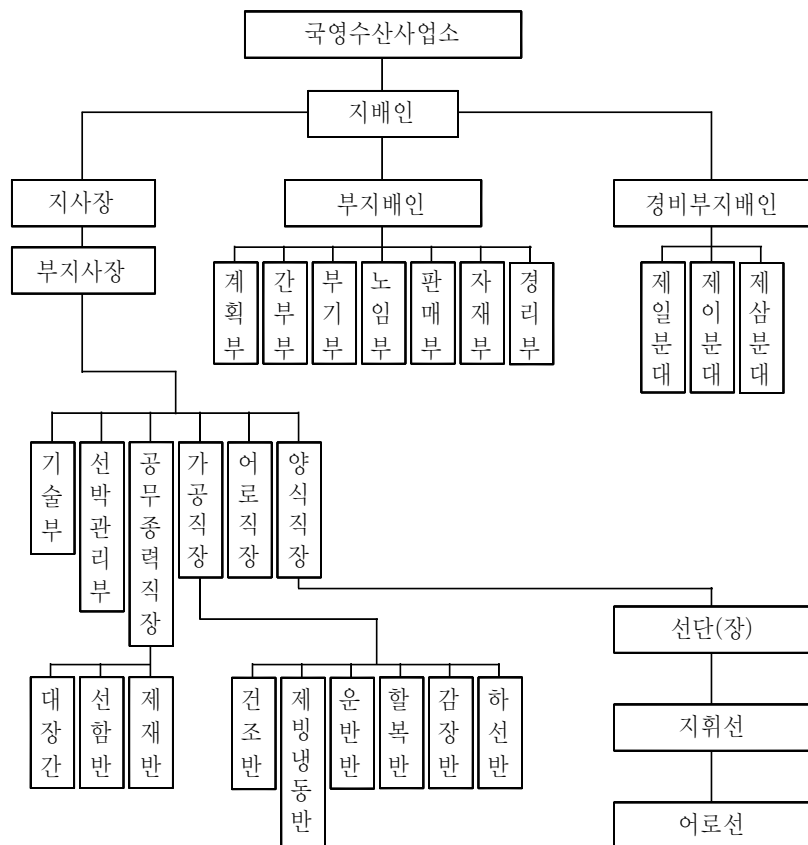 국영수산사업소
지배인
지사장
부지배인
경비부지배인
부지사장
계획부
간부부
부기부
노임부
판매부
자재부
경리부
제일분대
제이분대
제삼분대
기술부
선박관리부
공무종력직장
가공직장
어로직장
양식직장
선단(장)
대장간
선함반
제재반
건조반
제빙냉동반
운반반
할복반
감장반
하선반
지휘선
어로선